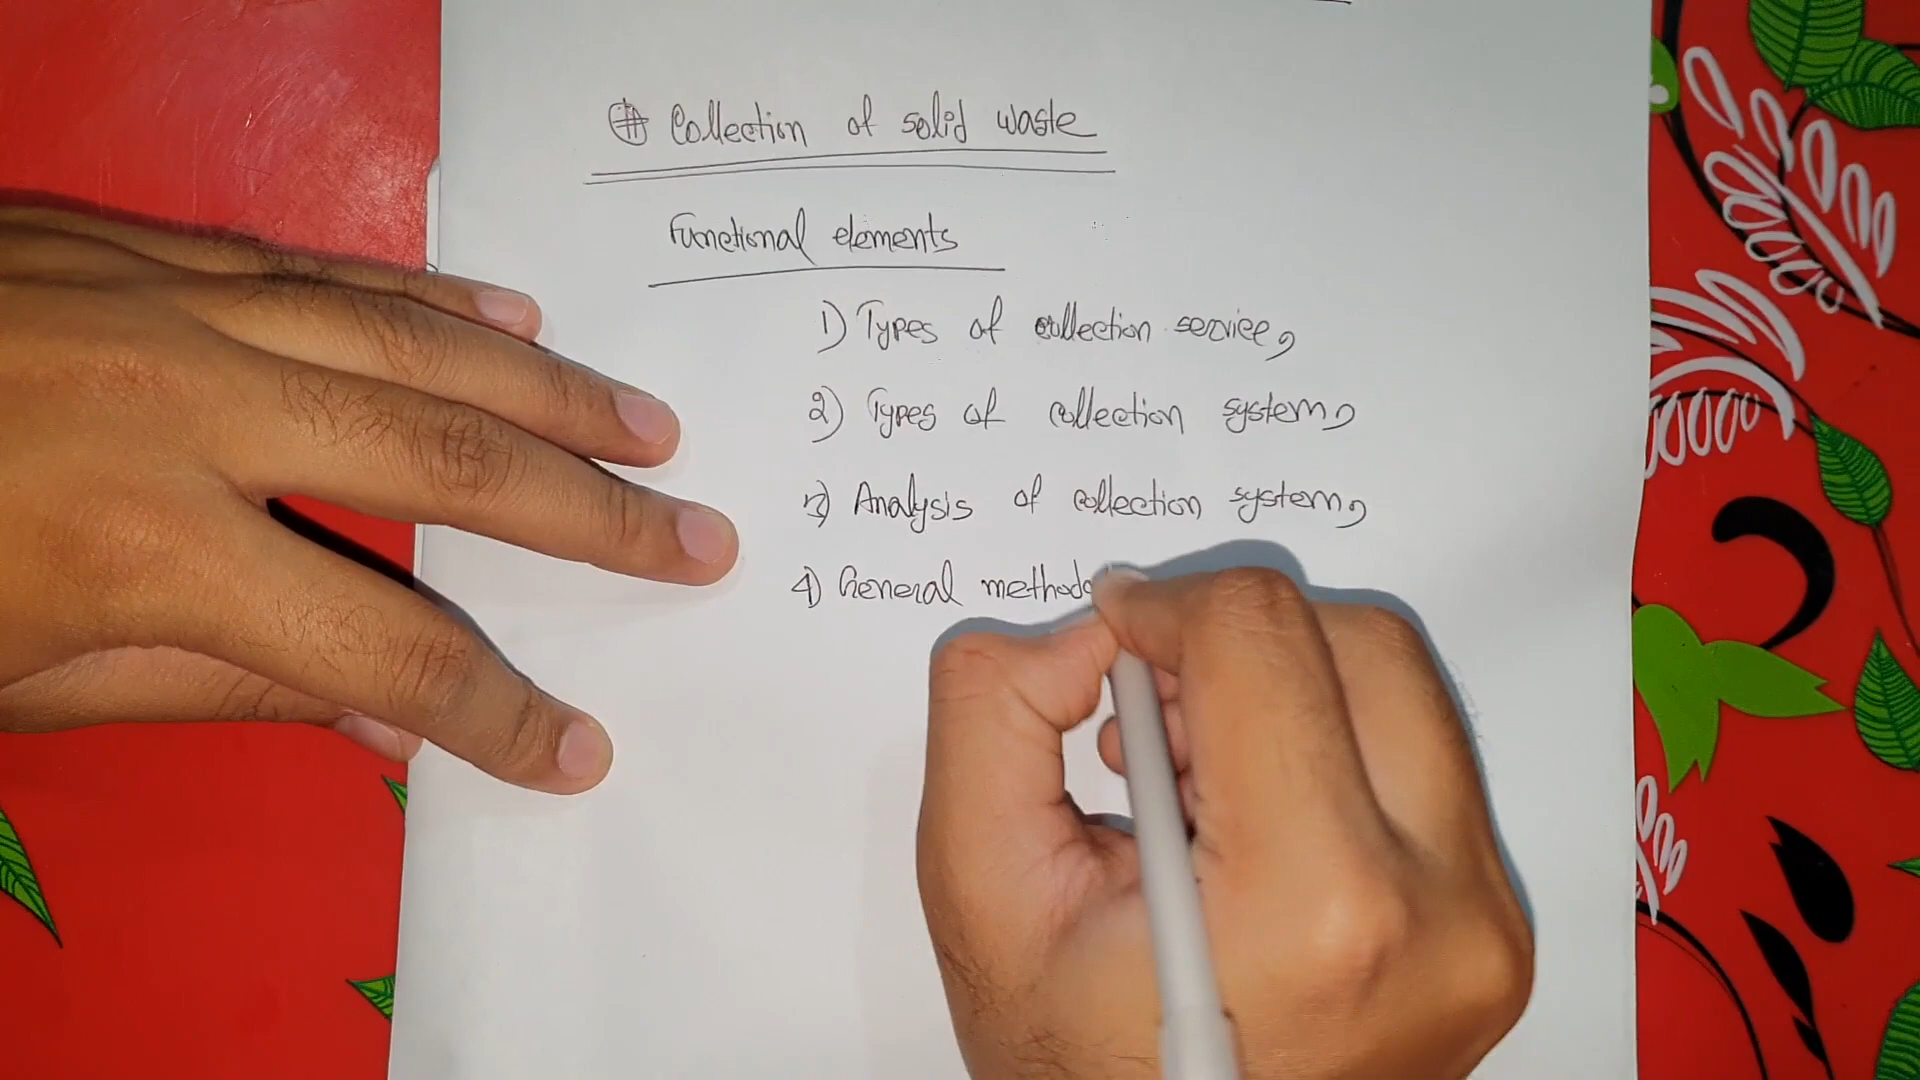 # Collection of solid waste
Functional elements
1) Types of collection service,
2) Types of collection system,
3) Analysis of collection system,
4) General methodo